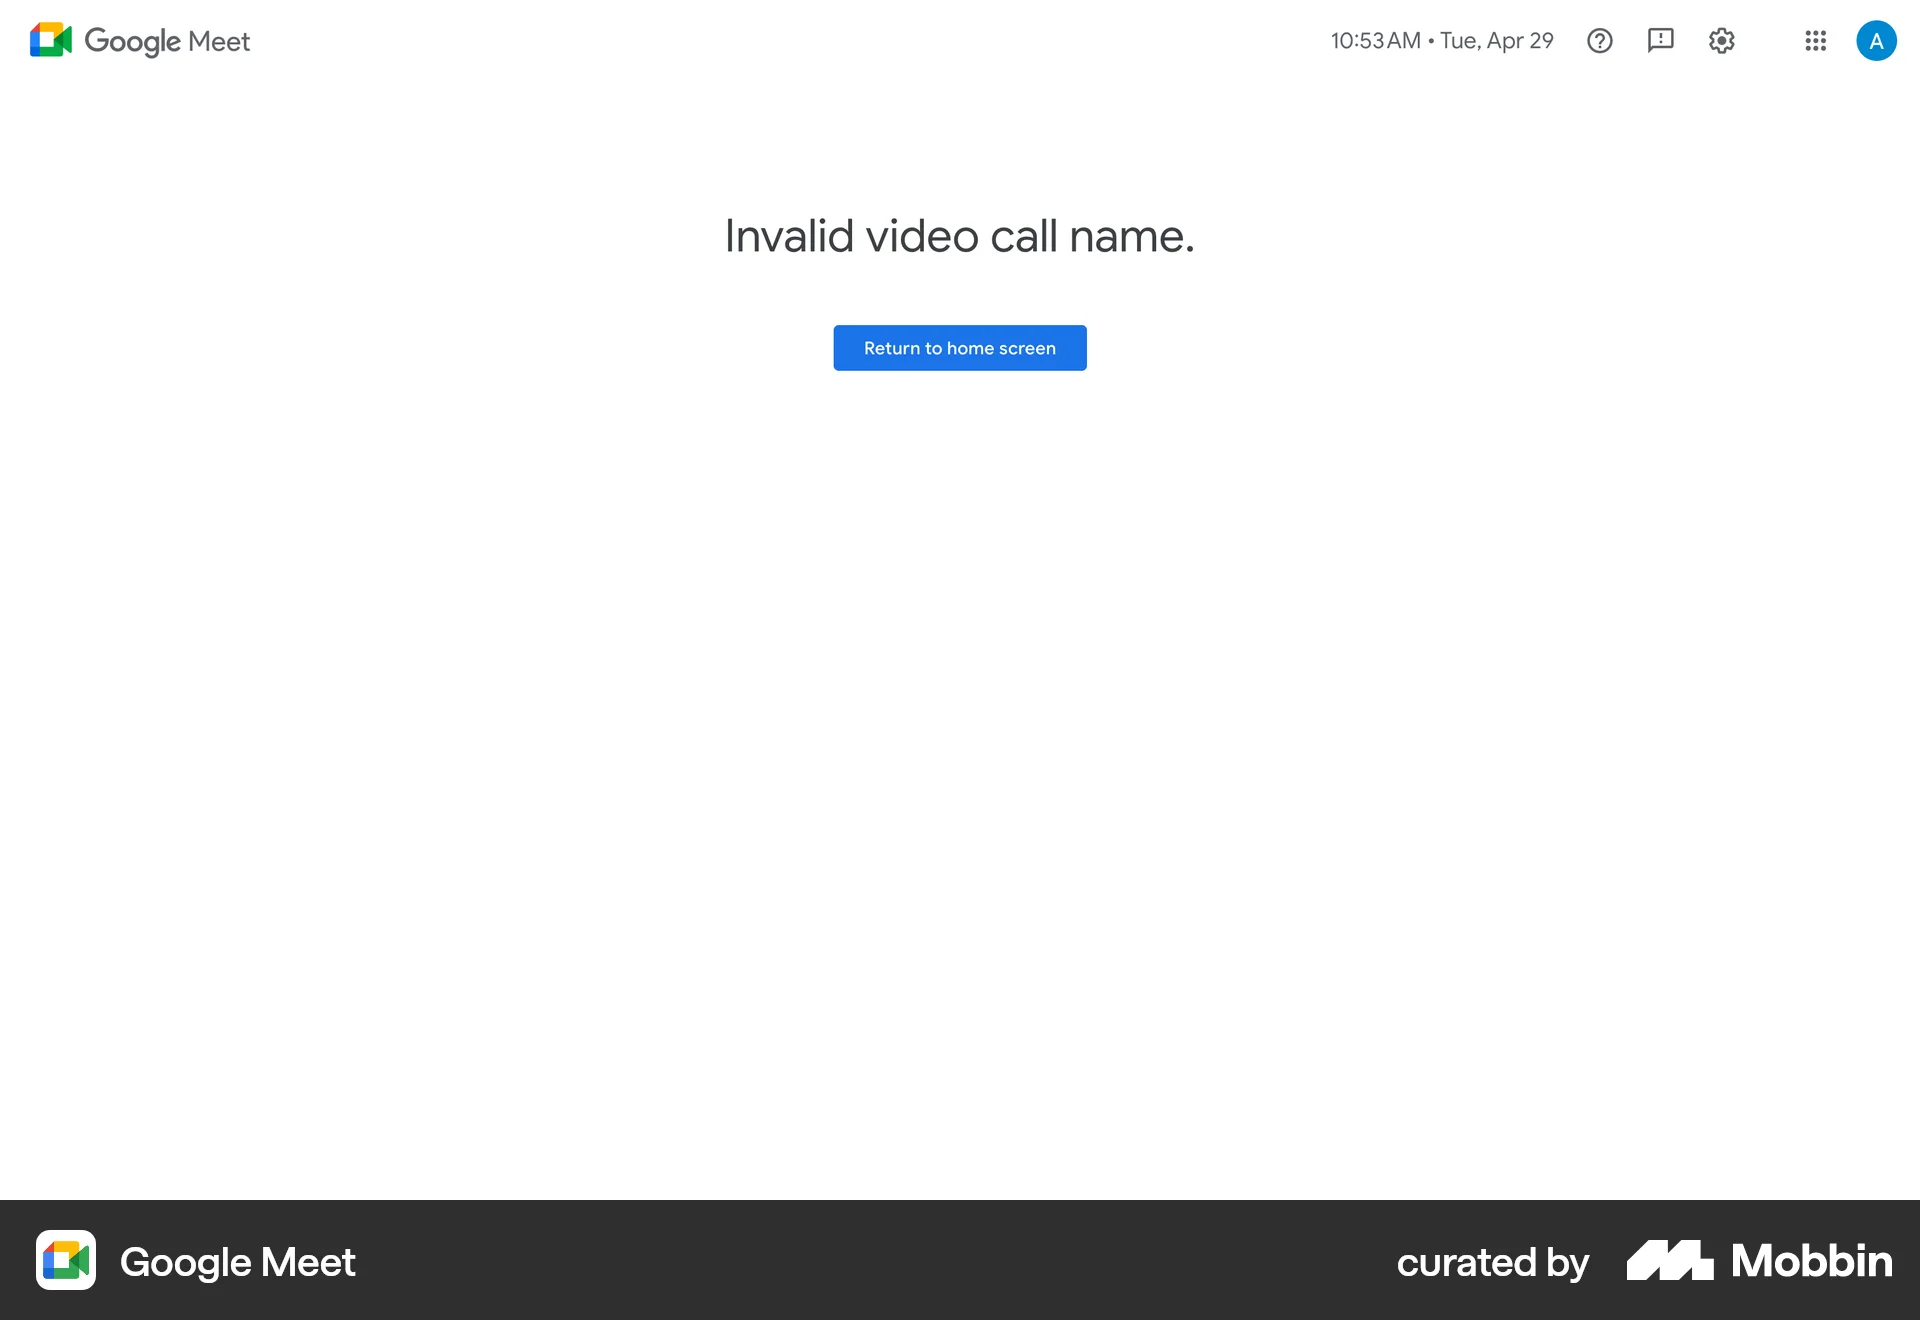 Google Meet
10:53 AM • Tue, Apr 29
A
Invalid video call name.
Return to home screen
Google Meet
curated by Mobbin